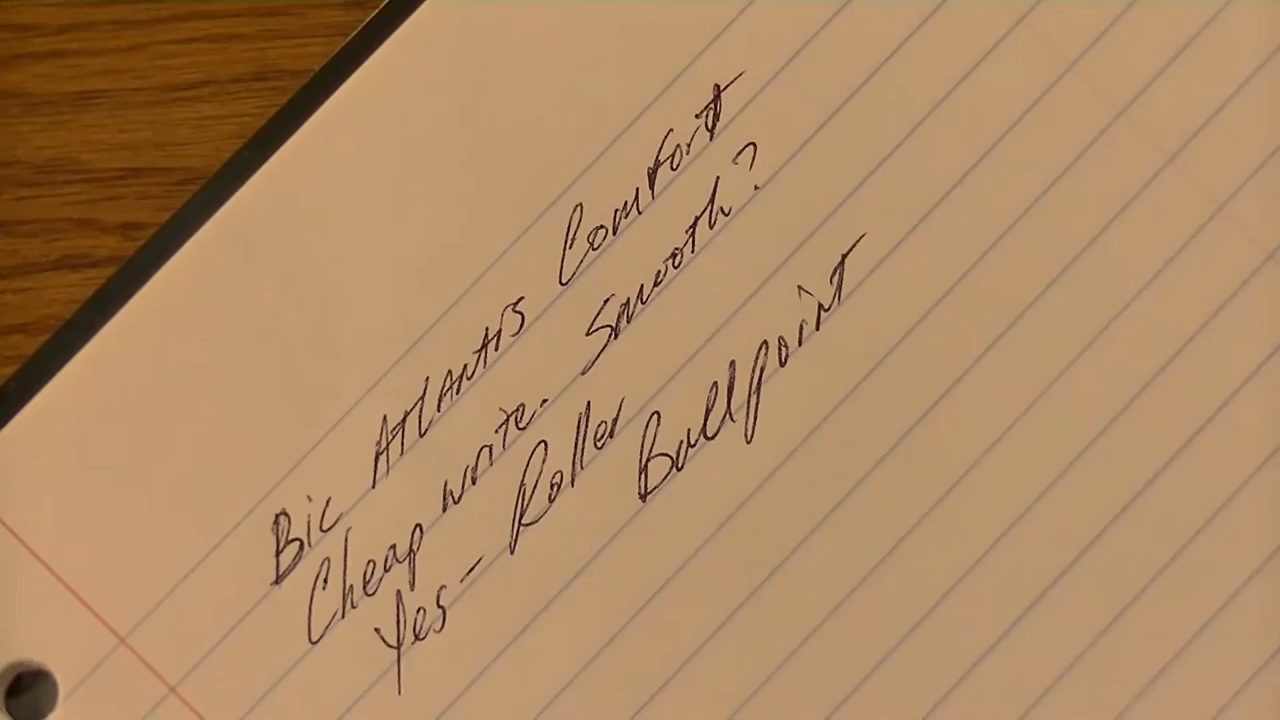 Bic Atlantis Comfort
Cheap write. Smooth?
Yes - Roller
Ballpoint